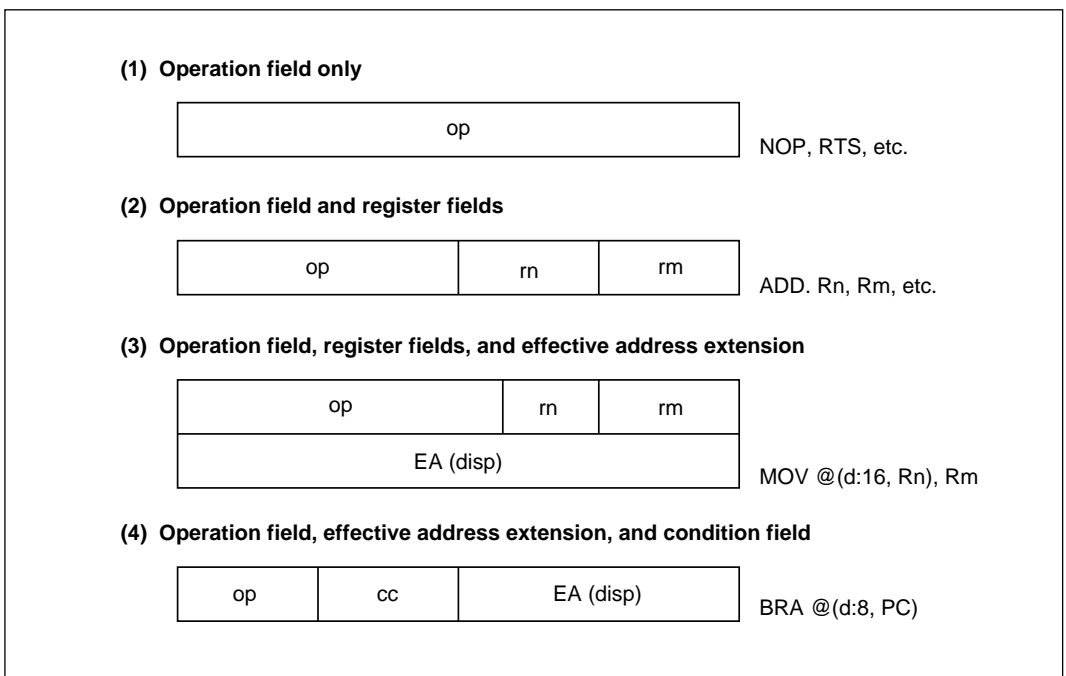 (1) Operation field only
op
NOP, RTS, etc.
(2) Operation field and register fields
op rn rm
ADD. Rn, Rm, etc.
(3) Operation field, register fields, and effective address extension
op rn rm
EA (disp)
MOV @(d:16, Rn), Rm
(4) Operation field, effective address extension, and condition field
op cc EA (disp)
BRA @(d:8, PC)